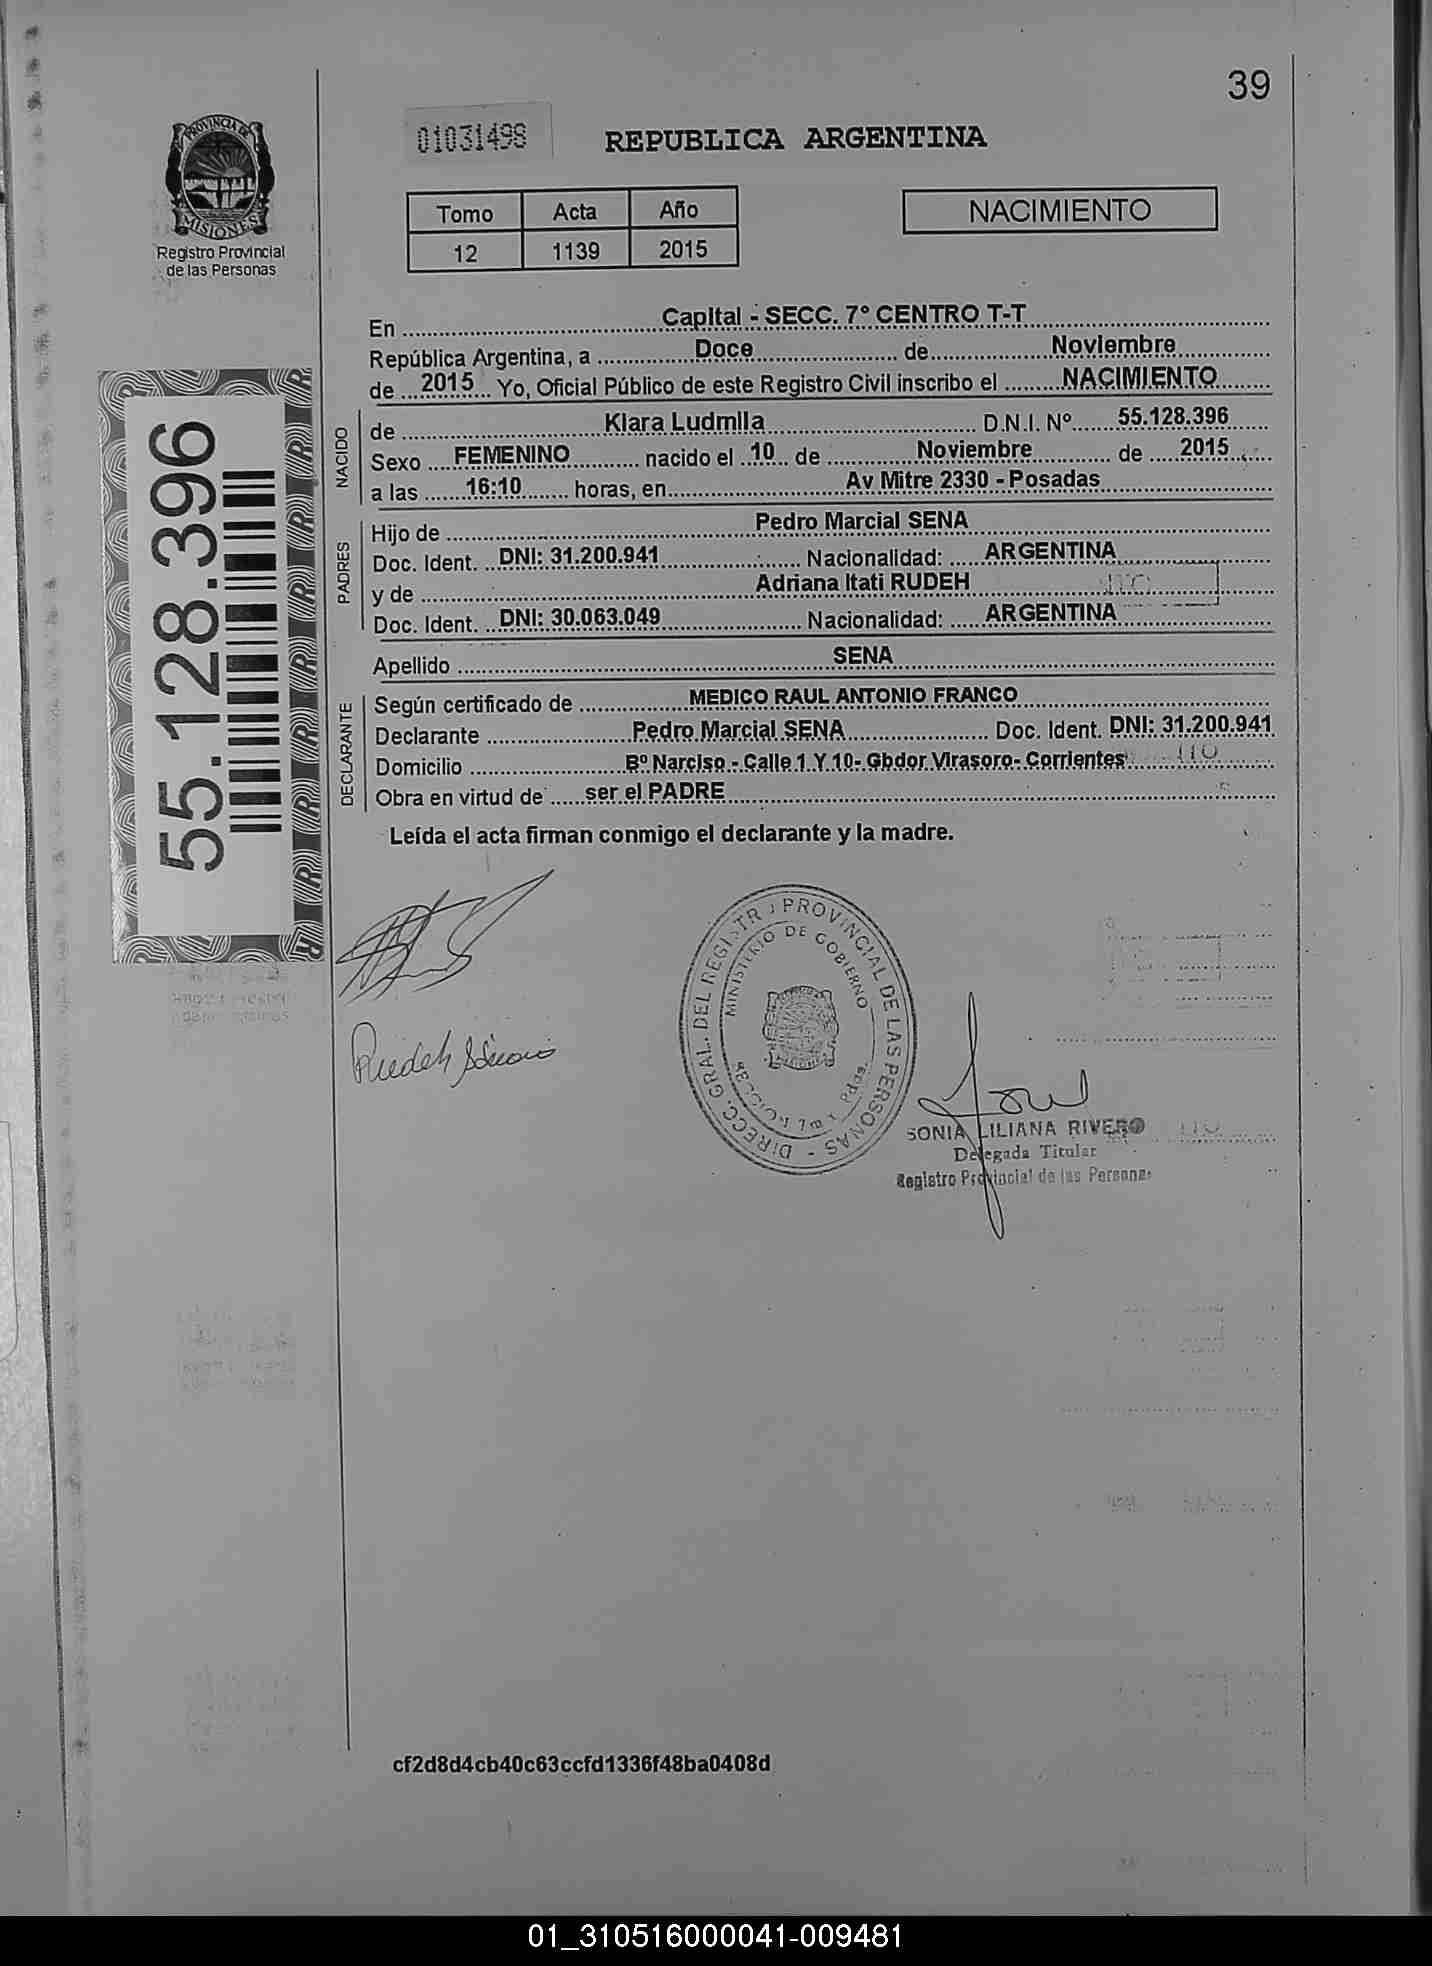 39
PROVINCIA DE
MISIONES
Registro Provincial
de las Personas
01031498
REPUBLICA ARGENTINA
Tomo Acta Año
12 1139 2015
NACIMIENTO
En Capital - SECC. 7º CENTRO T-T
República Argentina, a Doce de Noviembre
de 2015 Yo, Oficial Público de este Registro Civil inscribo el NACIMIENTO
NACIDO
de Kiara Ludmila D.N.I. Nº 55.128.396
Sexo FEMENINO nacido el 10 de Noviembre de 2015
a las 16:10 horas, en Av Mitre 2330 - Posadas
PADRES
Hijo de Pedro Marcial SENA
Doc. Ident. DNI: 31.200.941 Nacionalidad: ARGENTINA
y de Adriana Itati RUDEH
Doc. Ident. DNI: 30.063.049 Nacionalidad: ARGENTINA
Apellido SENA
DECLARANTE
Según certificado de MEDICO RAUL ANTONIO FRANCO
Declarante Pedro Marcial SENA Doc. Ident. DNI: 31.200.941
Domicilio Bº Narciso - Calle 1 Y 10- Gbdor Virasoro- Corrientes
Obra en virtud de ser el PADRE
Leída el acta firman conmigo el declarante y la madre.
55.128.396
DIRECC. GRAL. DEL REGISTRO PROVINCIAL DE LAS PERSONAS
MINISTERIO DE GOBIERNO
SONIA LILIANA RIVERO
Delegada Titular
Registro Provincial de las Personas
cf2d8d4cb40c63ccfd1336f48ba0408d
01_310516000041-009481